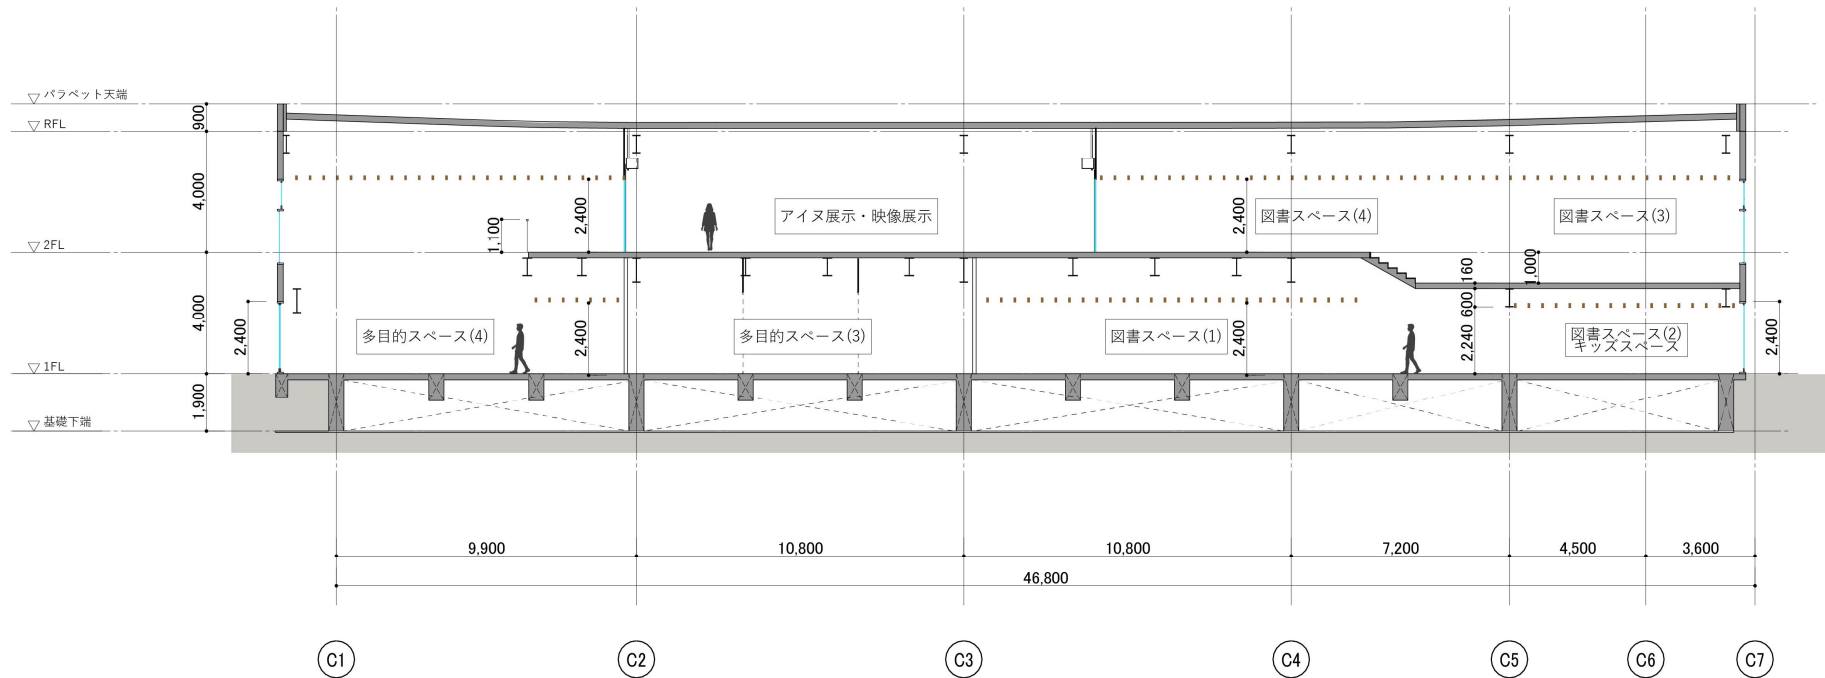 パラペット天端
900
RFL
4,000
2,400
アイヌ展示・映像展示
2,400
図書スペース(4)
図書スペース(3)
1,100
2FL
160
1,000
4,000
600
2,400
多目的スペース(4)
2,400
多目的スペース(3)
図書スペース(1)
2,400
2,240
図書スペース(2)
キッズスペース
2,400
1FL
1,900
基礎下端
9,900
10,800
10,800
7,200
4,500
3,600
46,800
C1
C2
C3
C4
C5
C6
C7